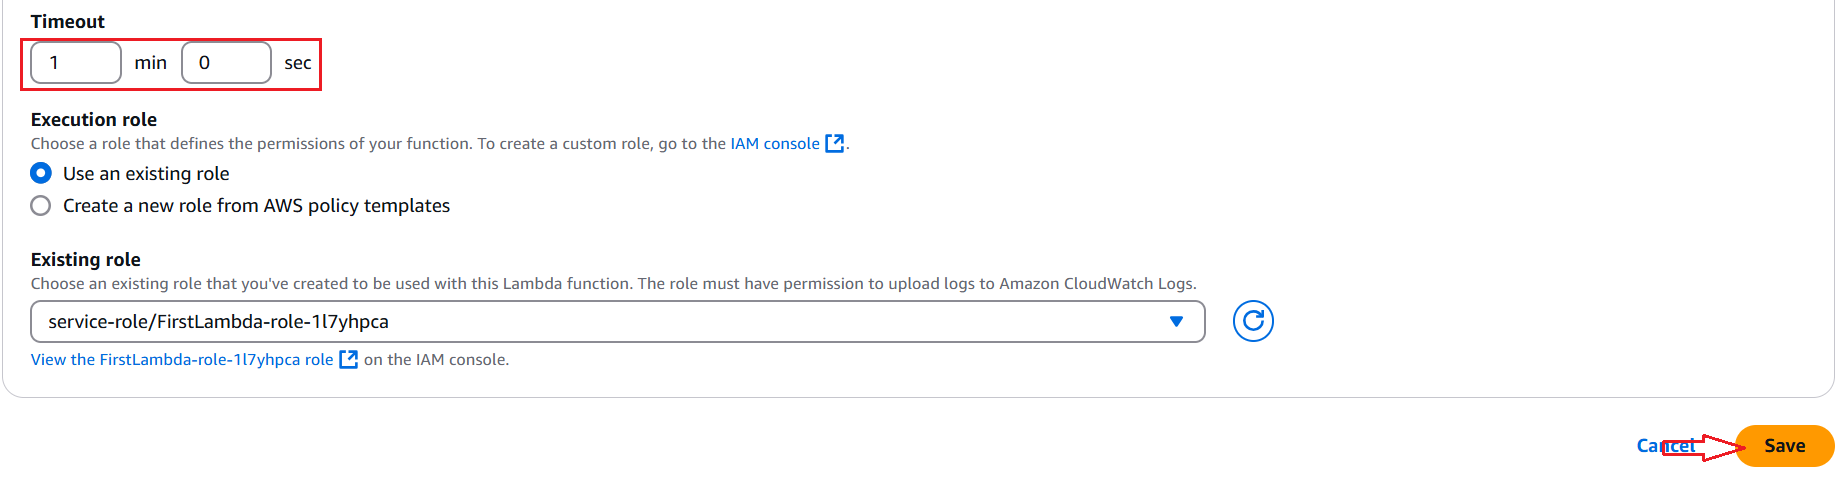 Timeout
1 min 0 sec
Execution role
Choose a role that defines the permissions of your function. To create a custom role, go to the IAM console .
Use an existing role
Create a new role from AWS policy templates
Existing role
Choose an existing role that you've created to be used with this Lambda function. The role must have permission to upload logs to Amazon CloudWatch Logs.
service-role/FirstLambda-role-1l7yhpca
View the FirstLambda-role-1l7yhpca role on the IAM console.
Cancel Save